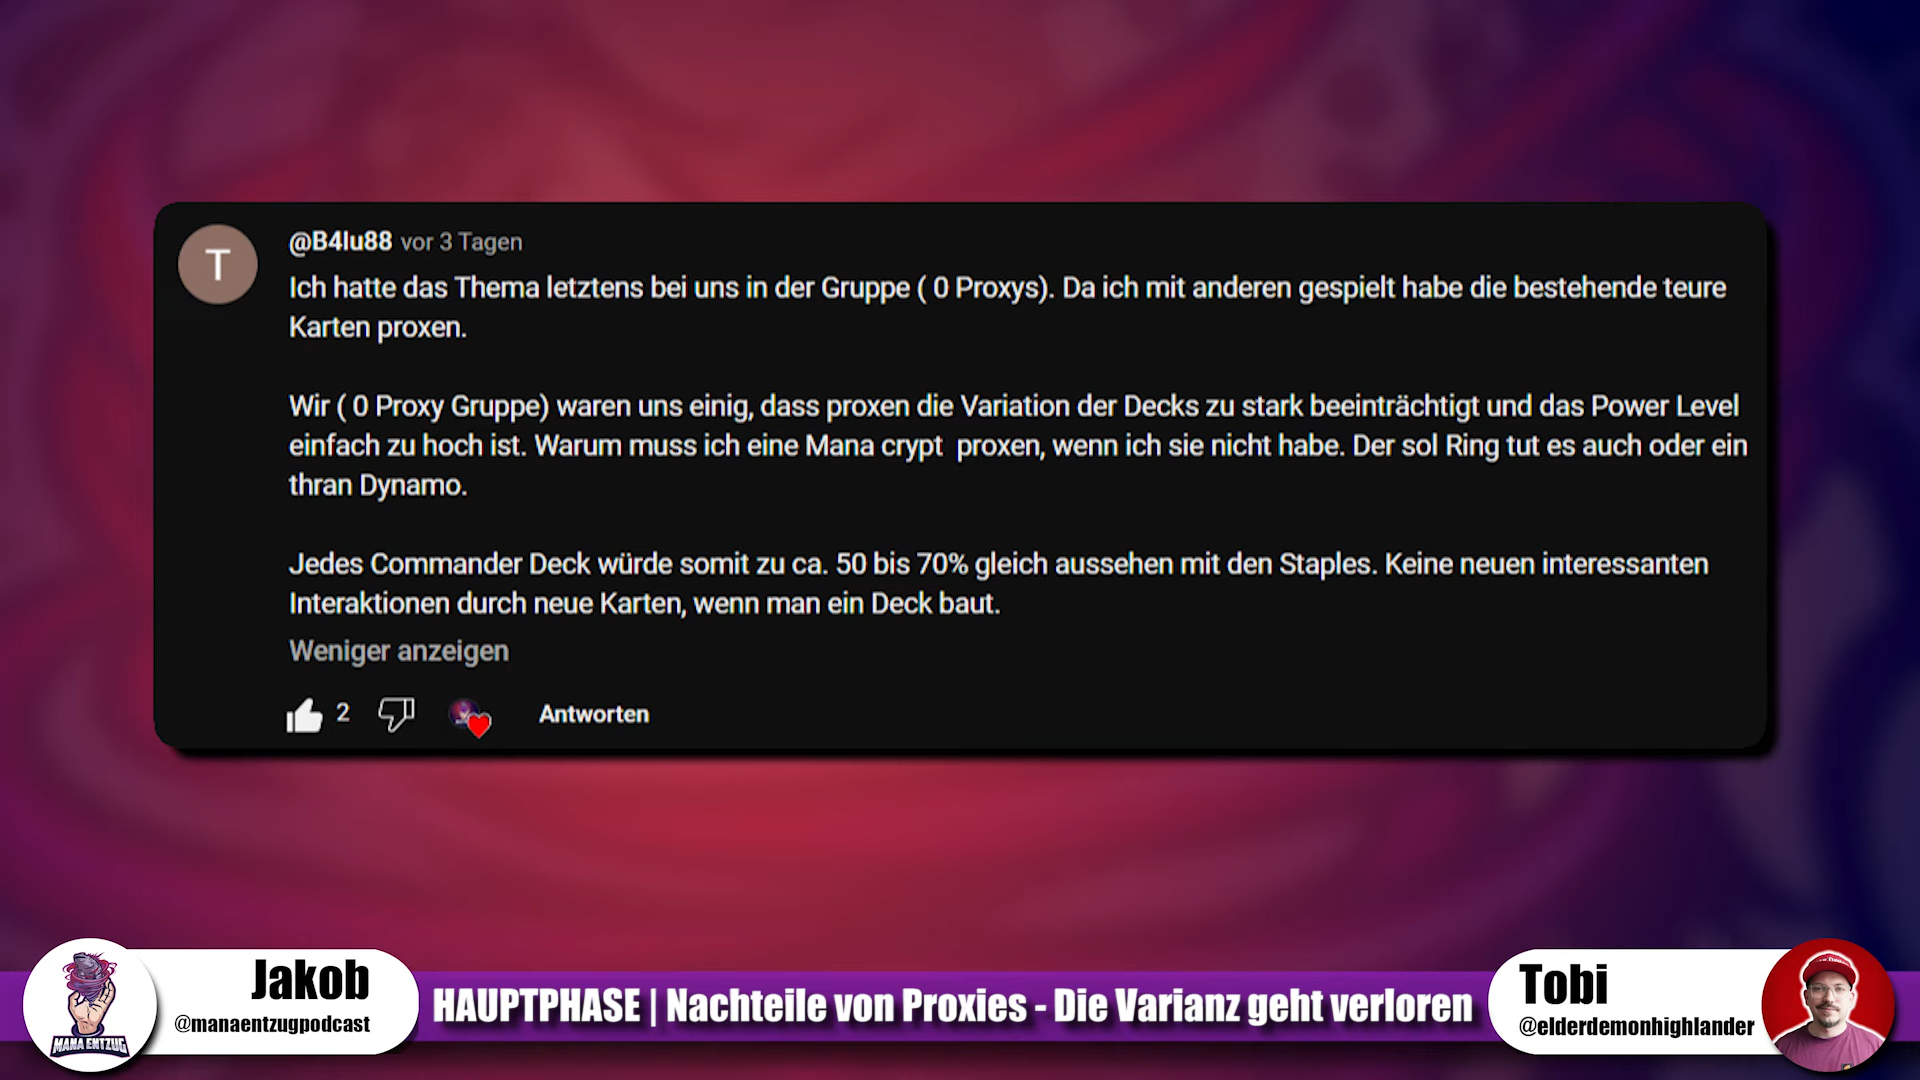 T
@B4lu88 vor 3 Tagen
Ich hatte das Thema letztens bei uns in der Gruppe ( 0 Proxys). Da ich mit anderen gespielt habe die bestehende teure
Karten proxen.
Wir ( 0 Proxy Gruppe) waren uns einig, dass proxen die Variation der Decks zu stark beeinträchtigt und das Power Level
einfach zu hoch ist. Warum muss ich eine Mana crypt  proxen, wenn ich sie nicht habe. Der sol Ring tut es auch oder ein
thran Dynamo.
Jedes Commander Deck würde somit zu ca. 50 bis 70% gleich aussehen mit den Staples. Keine neuen interessanten
Interaktionen durch neue Karten, wenn man ein Deck baut.
Weniger anzeigen
2 Antworten
MANA ENTZUG
Jakob
@manaentzugpodcast
HAUPTPHASE | Nachteile von Proxies - Die Varianz geht verloren
Tobi
@elderdemonhighlander